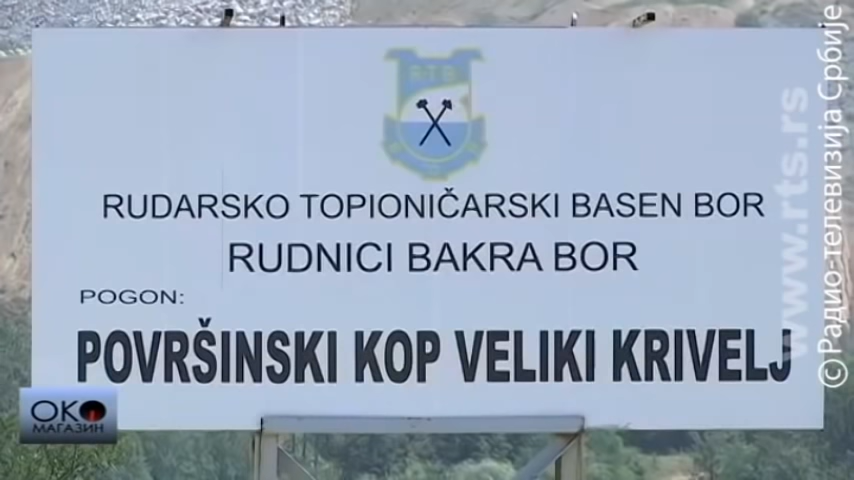 RTB
RUDARSKO TOPIONIČARSKI BASEN BOR
RUDNICI BAKRA BOR
POGON:
POVRŠINSKI KOP VELIKI KRIVELJ
ОКО
МАГАЗИН
www.rts.rs
© Радио-телевизија Србије